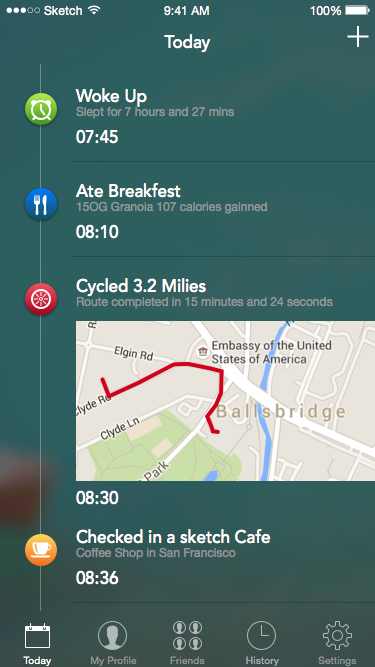 Sketch
9:41 AM
100%
Today
Woke Up
Slept for 7 hours and 27 mins
07:45
Ate Breakfest
15OG Granoia 107 calories gainned
08:10
Cycled 3.2 Milies
Route completed in 15 minutes and 24 seconds
Elgin Rd
Embassy of the United
States of America
Clyde Rd
Ballsbridge
Clyde Ln
Park
08:30
Checked in a sketch Cafe
Coffee Shop in San Francisco
08:36
Today
My Profile
Friends
History
Settings